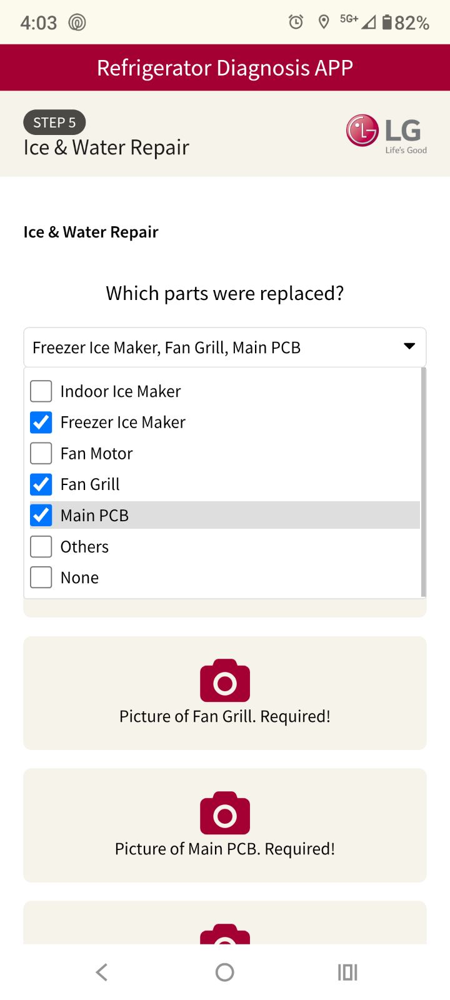 4:03
5G+ 82%
Refrigerator Diagnosis APP
STEP 5
Ice & Water Repair
LG
Life's Good
Ice & Water Repair
Which parts were replaced?
Freezer Ice Maker, Fan Grill, Main PCB
Indoor Ice Maker
Freezer Ice Maker
Fan Motor
Fan Grill
Main PCB
Others
None
Picture of Fan Grill. Required!
Picture of Main PCB. Required!